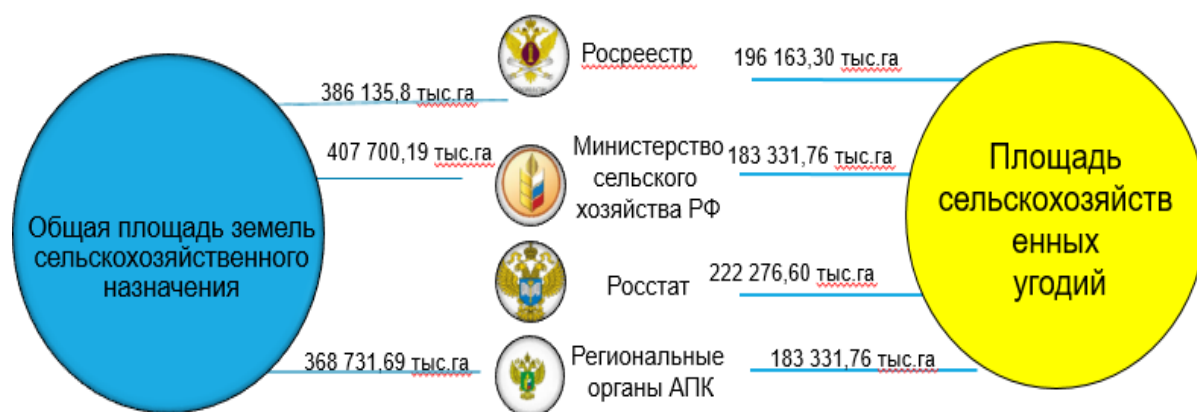 Росреестр
196 163,30 тыс.га
386 135,8 тыс.га
407 700,19 тыс.га
Министерство
сельского
хозяйства РФ
183 331,76 тыс.га
Общая площадь земель
сельскохозяйственного
назначения
Площадь
сельскохозяйств
енных
угодий
Росстат
222 276,60 тыс.га
368 731,69 тыс.га
Региональные
органы АПК
183 331,76 тыс.га